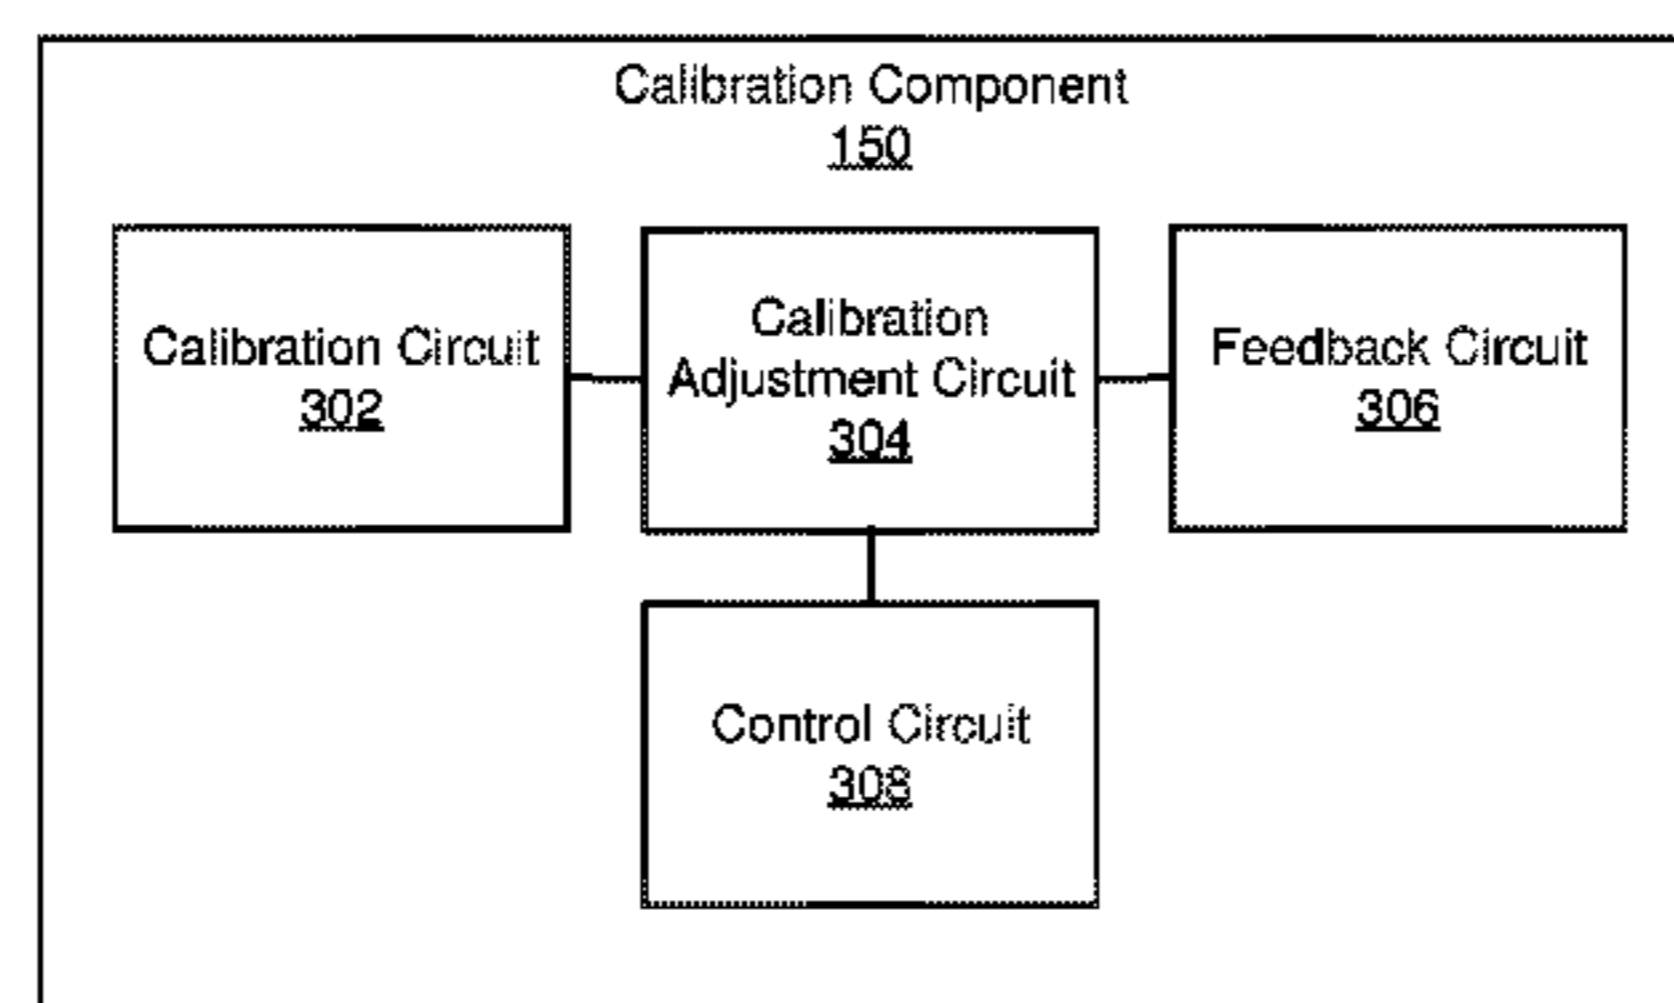 Calibration Component
150
Calibration Circuit
302
Calibration
Adjustment Circuit
304
Feedback Circuit
306
Control Circuit
308